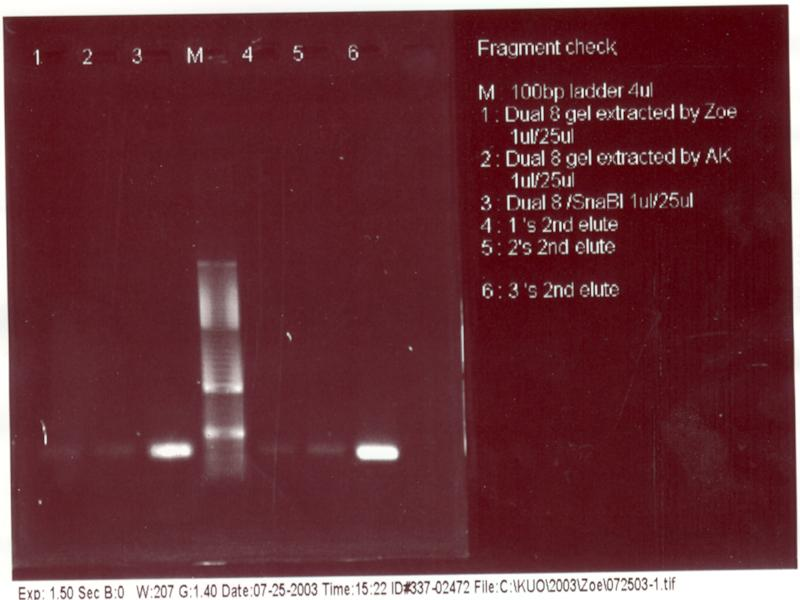 1 2 3 M 4 5 6
Fragment check
M : 100bp ladder 4ul
1 : Dual 8 gel extracted by Zoe
1ul/25ul
2 : Dual 8 gel extracted by AK
1ul/25ul
3 : Dual 8 /SnaBI 1ul/25ul
4 : 1 's 2nd elute
5 : 2's 2nd elute
6 : 3 's 2nd elute
Exp: 1.50 Sec B:0 W:207 G:1.40 Date:07-25-2003 Time:15:22 ID#337-02472 File:C:\KUO\2003\Zoe\072503-1.tif